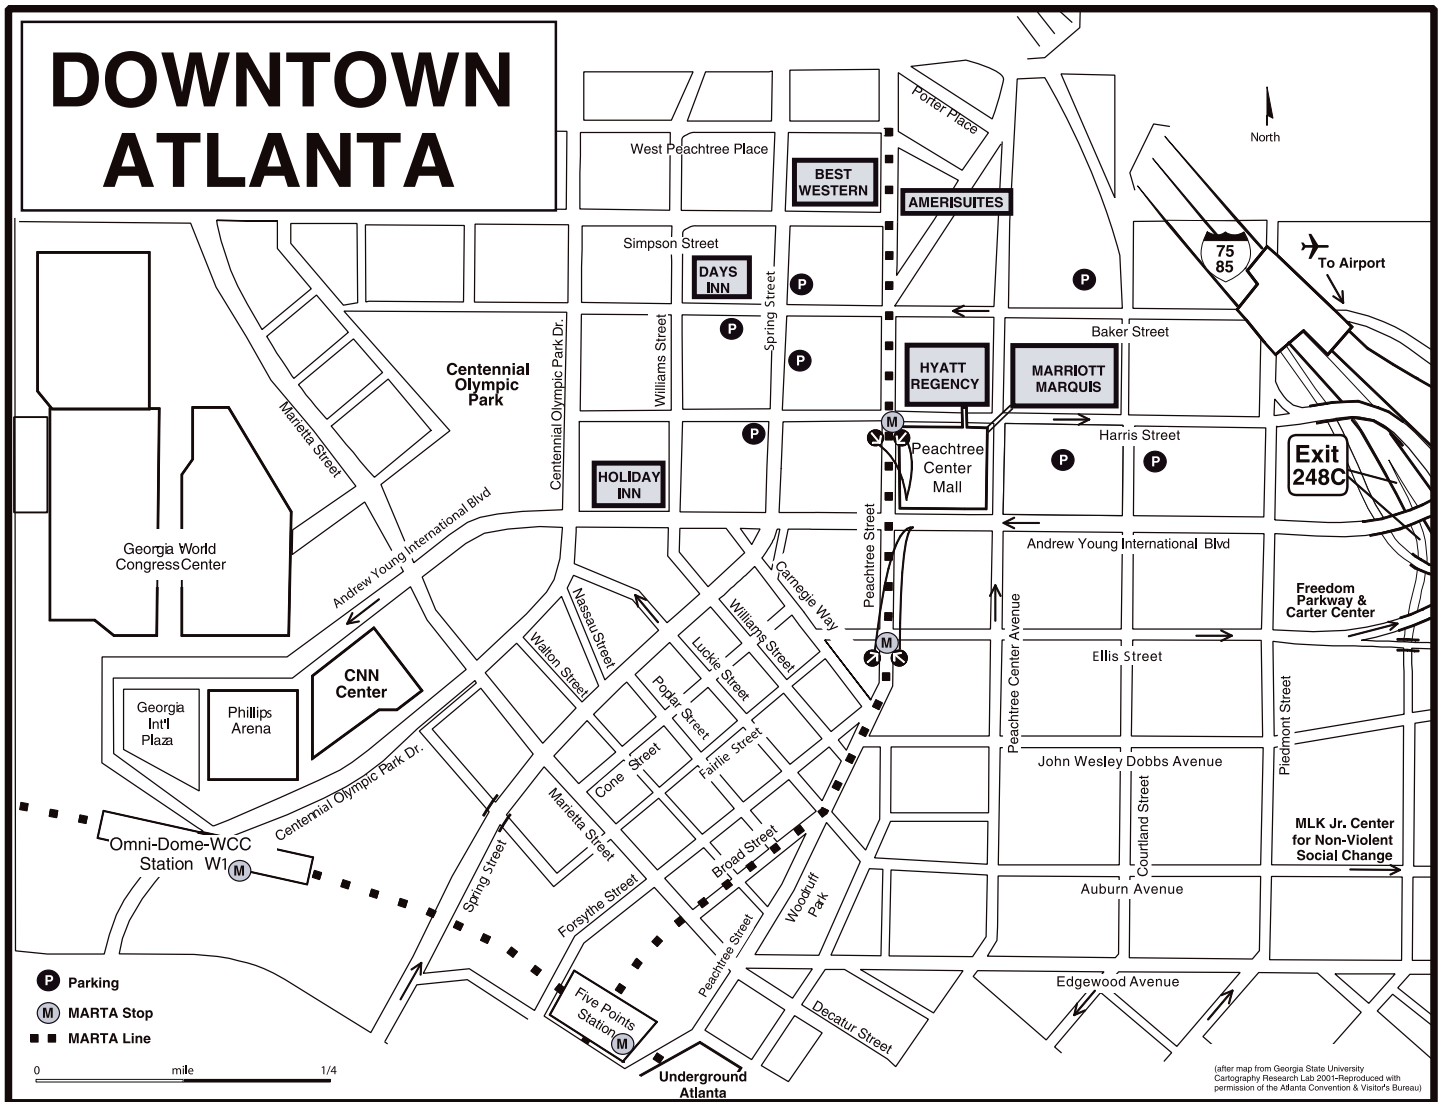 DOWNTOWN
ATLANTA
Porter Place
North
West Peachtree Place
BEST
WESTERN
AMERISUITES
Simpson Street
75
85
To Airport
DAYS
INN
P
P
Spring Street
P
Baker Street
Centennial Olympic Park Dr.
Williams Street
P
Centennial
Olympic
Park
HYATT
REGENCY
MARRIOTT
MARQUIS
Marietta Street
M
P
Harris Street
Peachtree
Center
Mall
P
P
Exit
248C
HOLIDAY
INN
Andrew Young International Blvd
Peachtree Street
Andrew Young International Blvd
Georgia World
Congress Center
Carnegie Way
Freedom
Parkway &
Carter Center
Nassau Street
Williams Street
Walton Street
Luckie Street
M
Peachtree Center Avenue
Ellis Street
CNN
Center
Poplar Street
Georgia
Int'l
Plaza
Phillips
Arena
Piedmont Street
Fairlie Street
Cone Street
John Wesley Dobbs Avenue
Centennial Olympic Park Dr.
Marietta Street
Courtland Street
Omni-Dome-WCC
Station W1
M
Broad Street
MLK Jr. Center
for Non-Violent
Social Change
Spring Street
Auburn Avenue
Forsythe Street
Woodruff
Park
Peachtree Street
P Parking
Edgewood Avenue
M MARTA Stop
Five Points
Station
M
Decatur Street
MARTA Line
0 mile 1/4
Underground
Atlanta
(after map from Georgia State University
Cartography Research Lab 2001-Reproduced with
permission of the Atlanta Convention & Visitor's Bureau)